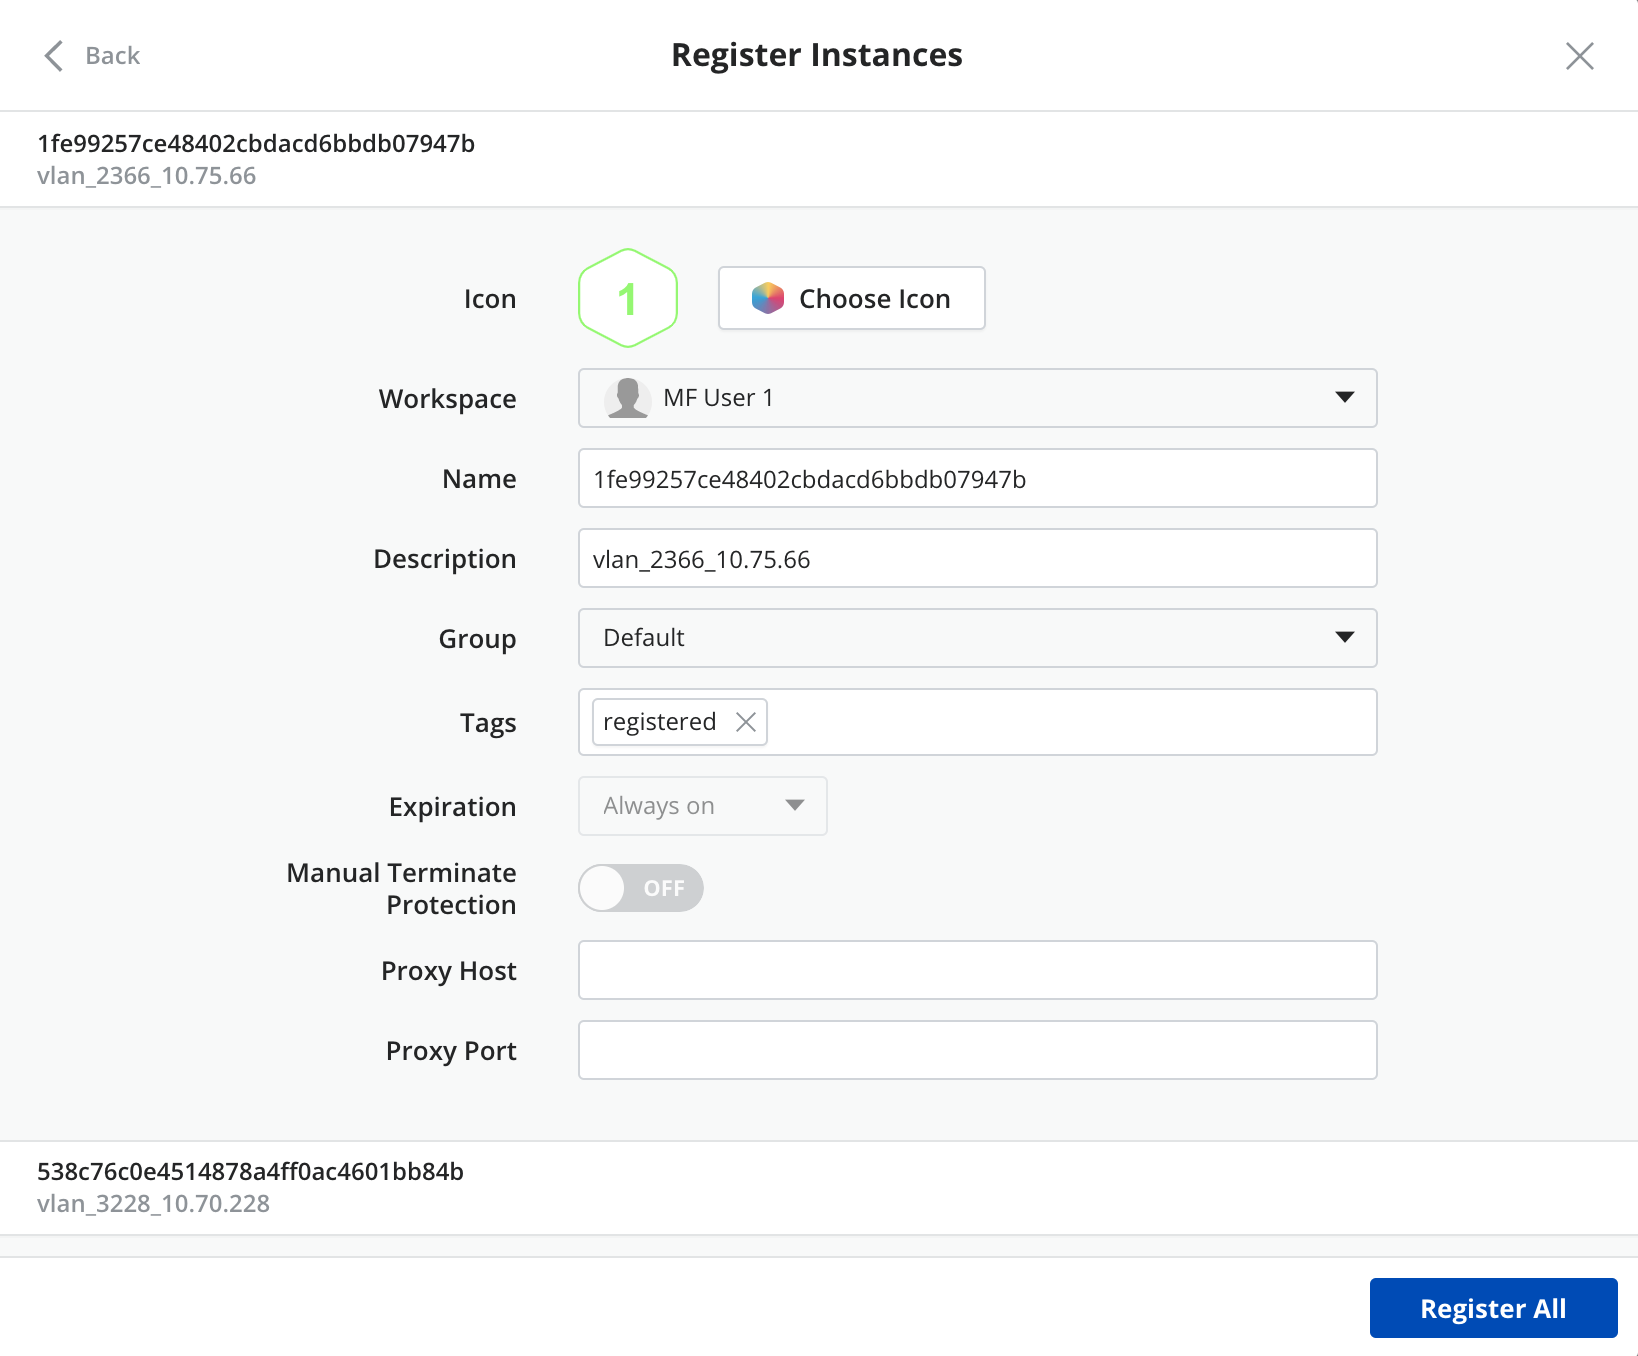 Back
Register Instances
1fe99257ce48402cbdacd6bbdb07947b
vlan_2366_10.75.66
Icon
1
Choose Icon
Workspace
MF User 1
Name
1fe99257ce48402cbdacd6bbdb07947b
Description
vlan_2366_10.75.66
Group
Default
Tags
registered
Expiration
Always on
Manual Terminate
Protection
OFF
Proxy Host
Proxy Port
538c76c0e4514878a4ff0ac4601bb84b
vlan_3228_10.70.228
Register All